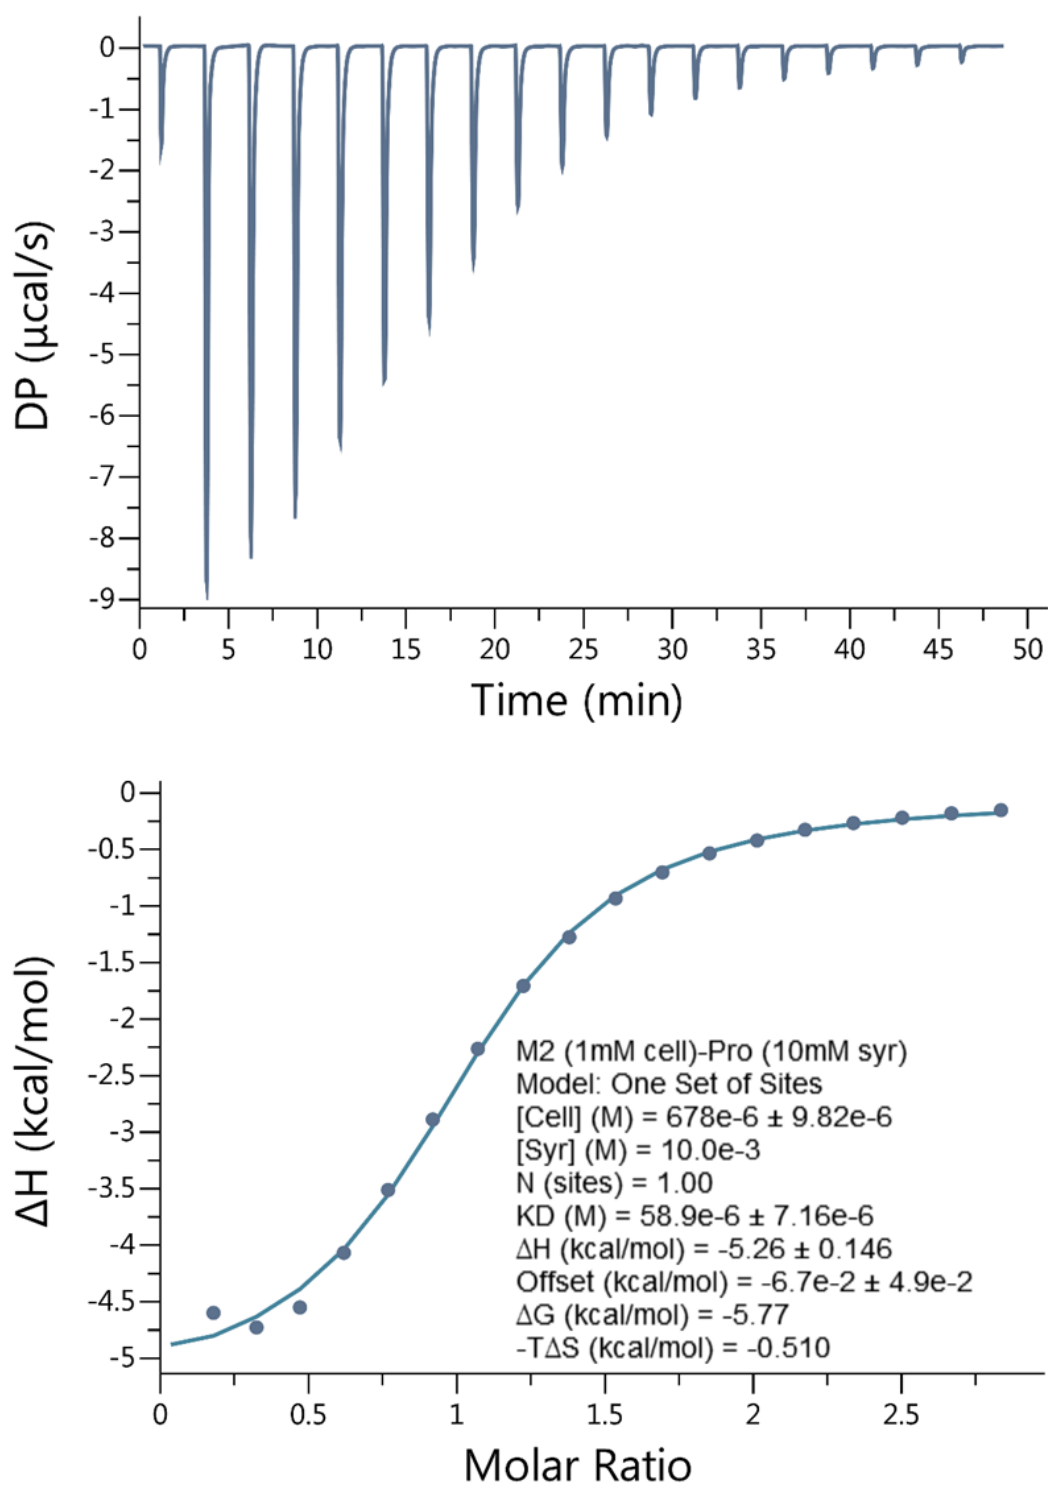 0
-1
-2
-3
-4
-5
-6
-7
-8
-9
DP (µcal/s)
0 5 10 15 20 25 30 35 40 45 50
Time (min)
0
-0.5
-1
-1.5
-2
-2.5
-3
-3.5
-4
-4.5
-5
ΔH (kcal/mol)
M2 (1mM cell)-Pro (10mM syr)
Model: One Set of Sites
[Cell] (M) = 678e-6 ± 9.82e-6
[Syr] (M) = 10.0e-3
N (sites) = 1.00
KD (M) = 58.9e-6 ± 7.16e-6
ΔH (kcal/mol) = -5.26 ± 0.146
Offset (kcal/mol) = -6.7e-2 ± 4.9e-2
ΔG (kcal/mol) = -5.77
-TΔS (kcal/mol) = -0.510
0 0.5 1 1.5 2 2.5
Molar Ratio